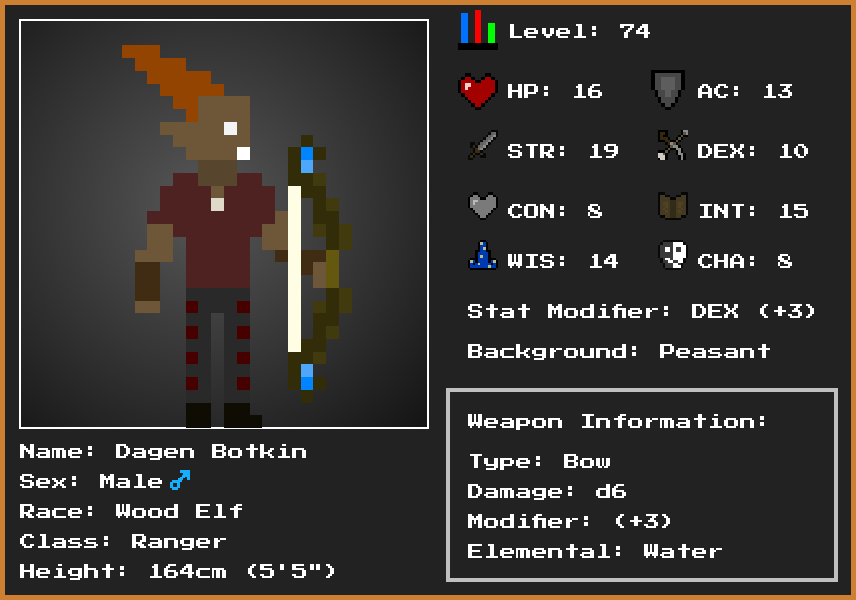 Level: 74
HP: 16 AC: 13
STR: 19 DEX: 10
CON: 8 INT: 15
WIS: 14 CHA: 8
Stat Modifier: DEX (+3)
Background: Peasant
Weapon Information:
Type: Bow
Damage: d6
Modifier: (+3)
Elemental: Water
Name: Dagen Botkin
Sex: Male ♂
Race: Wood Elf
Class: Ranger
Height: 164cm (5'5")